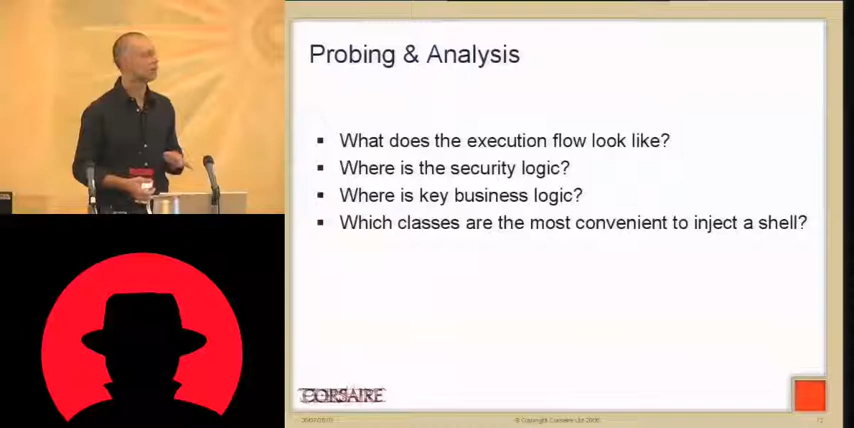 Probing & Analysis
▪ What does the execution flow look like?
▪ Where is the security logic?
▪ Where is key business logic?
▪ Which classes are the most convenient to inject a shell?
CORSAIRE